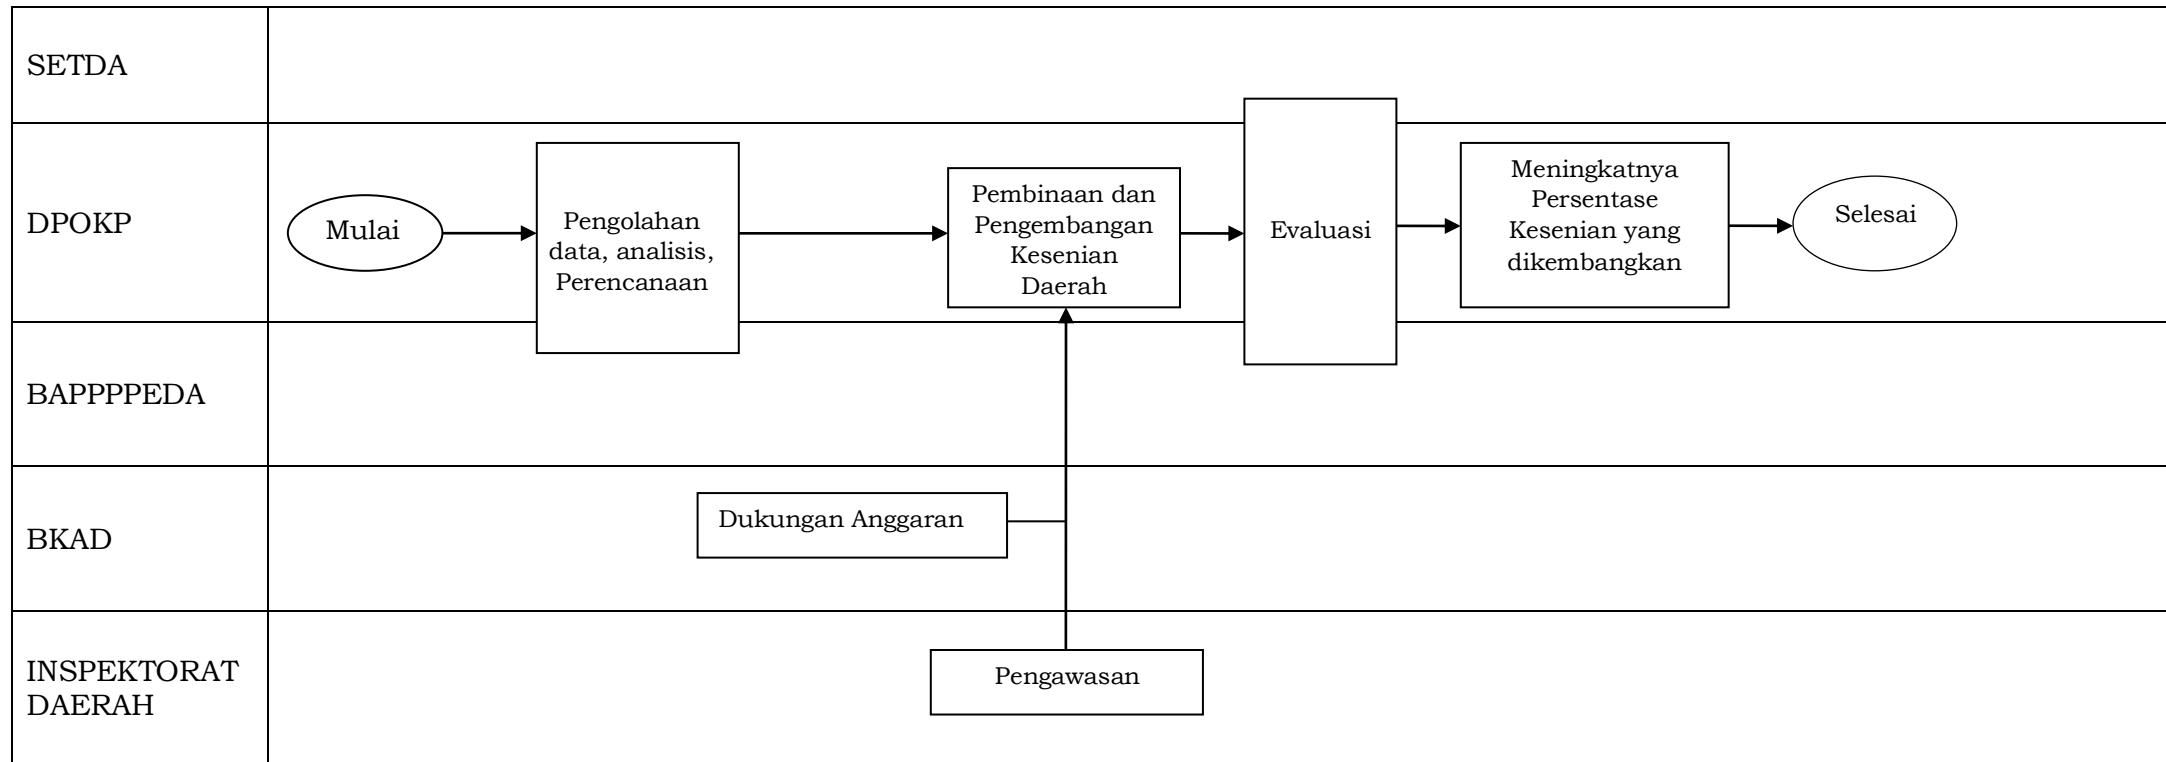 SETDA
DPOKP
Mulai
Pengolahan
data, analisis,
Perencanaan
Pembinaan dan
Pengembangan
Kesenian
Daerah
Evaluasi
Meningkatnya
Persentase
Kesenian yang
dikembangkan
Selesai
BAPPPPEDA
BKAD
Dukungan Anggaran
INSPEKTORAT
DAERAH
Pengawasan